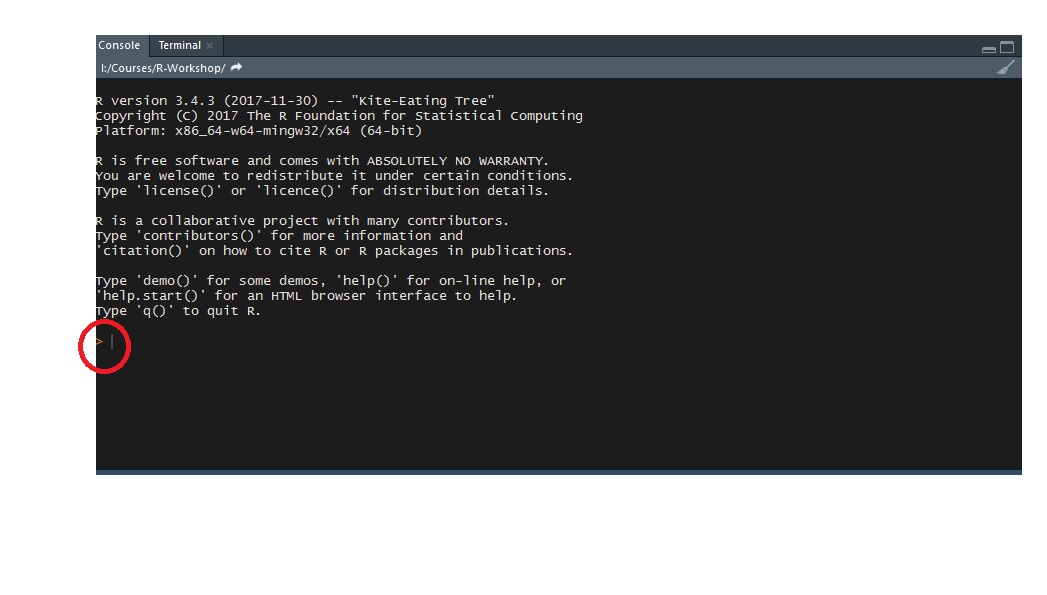 Console Terminal ×
I:/Courses/R-Workshop/
R version 3.4.3 (2017-11-30) -- "Kite-Eating Tree"
Copyright (C) 2017 The R Foundation for Statistical Computing
Platform: x86_64-w64-mingw32/x64 (64-bit)
R is free software and comes with ABSOLUTELY NO WARRANTY.
You are welcome to redistribute it under certain conditions.
Type 'license()' or 'licence()' for distribution details.
R is a collaborative project with many contributors.
Type 'contributors()' for more information and
'citation()' on how to cite R or R packages in publications.
Type 'demo()' for some demos, 'help()' for on-line help, or
'help.start()' for an HTML browser interface to help.
Type 'q()' to quit R.
>